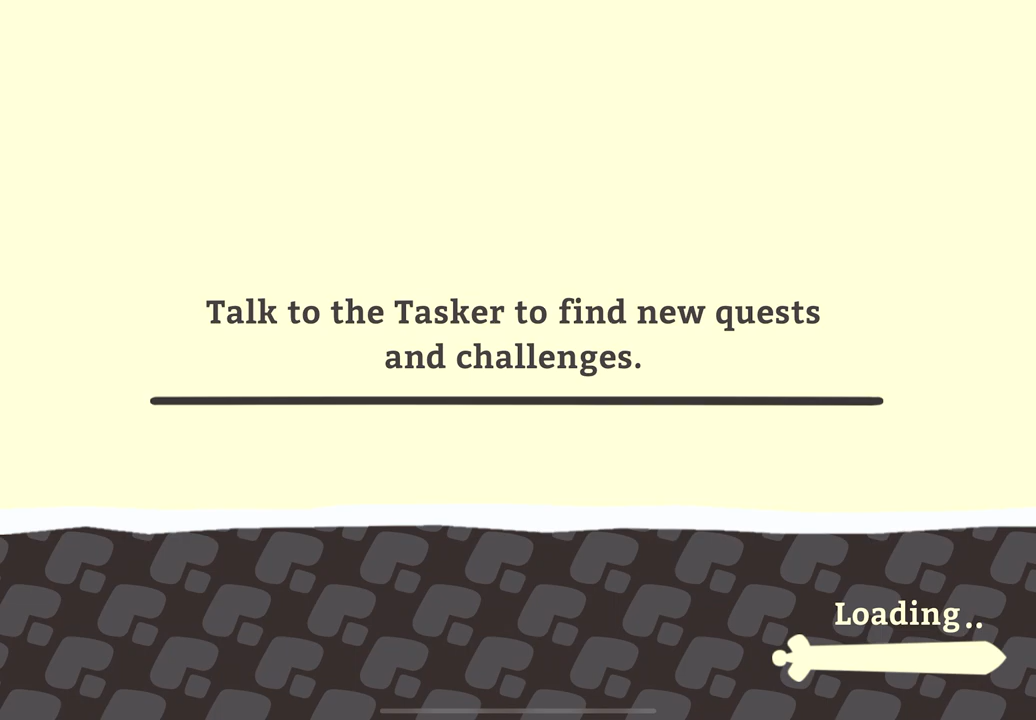 Talk to the Tasker to find new quests
and challenges.
Loading..